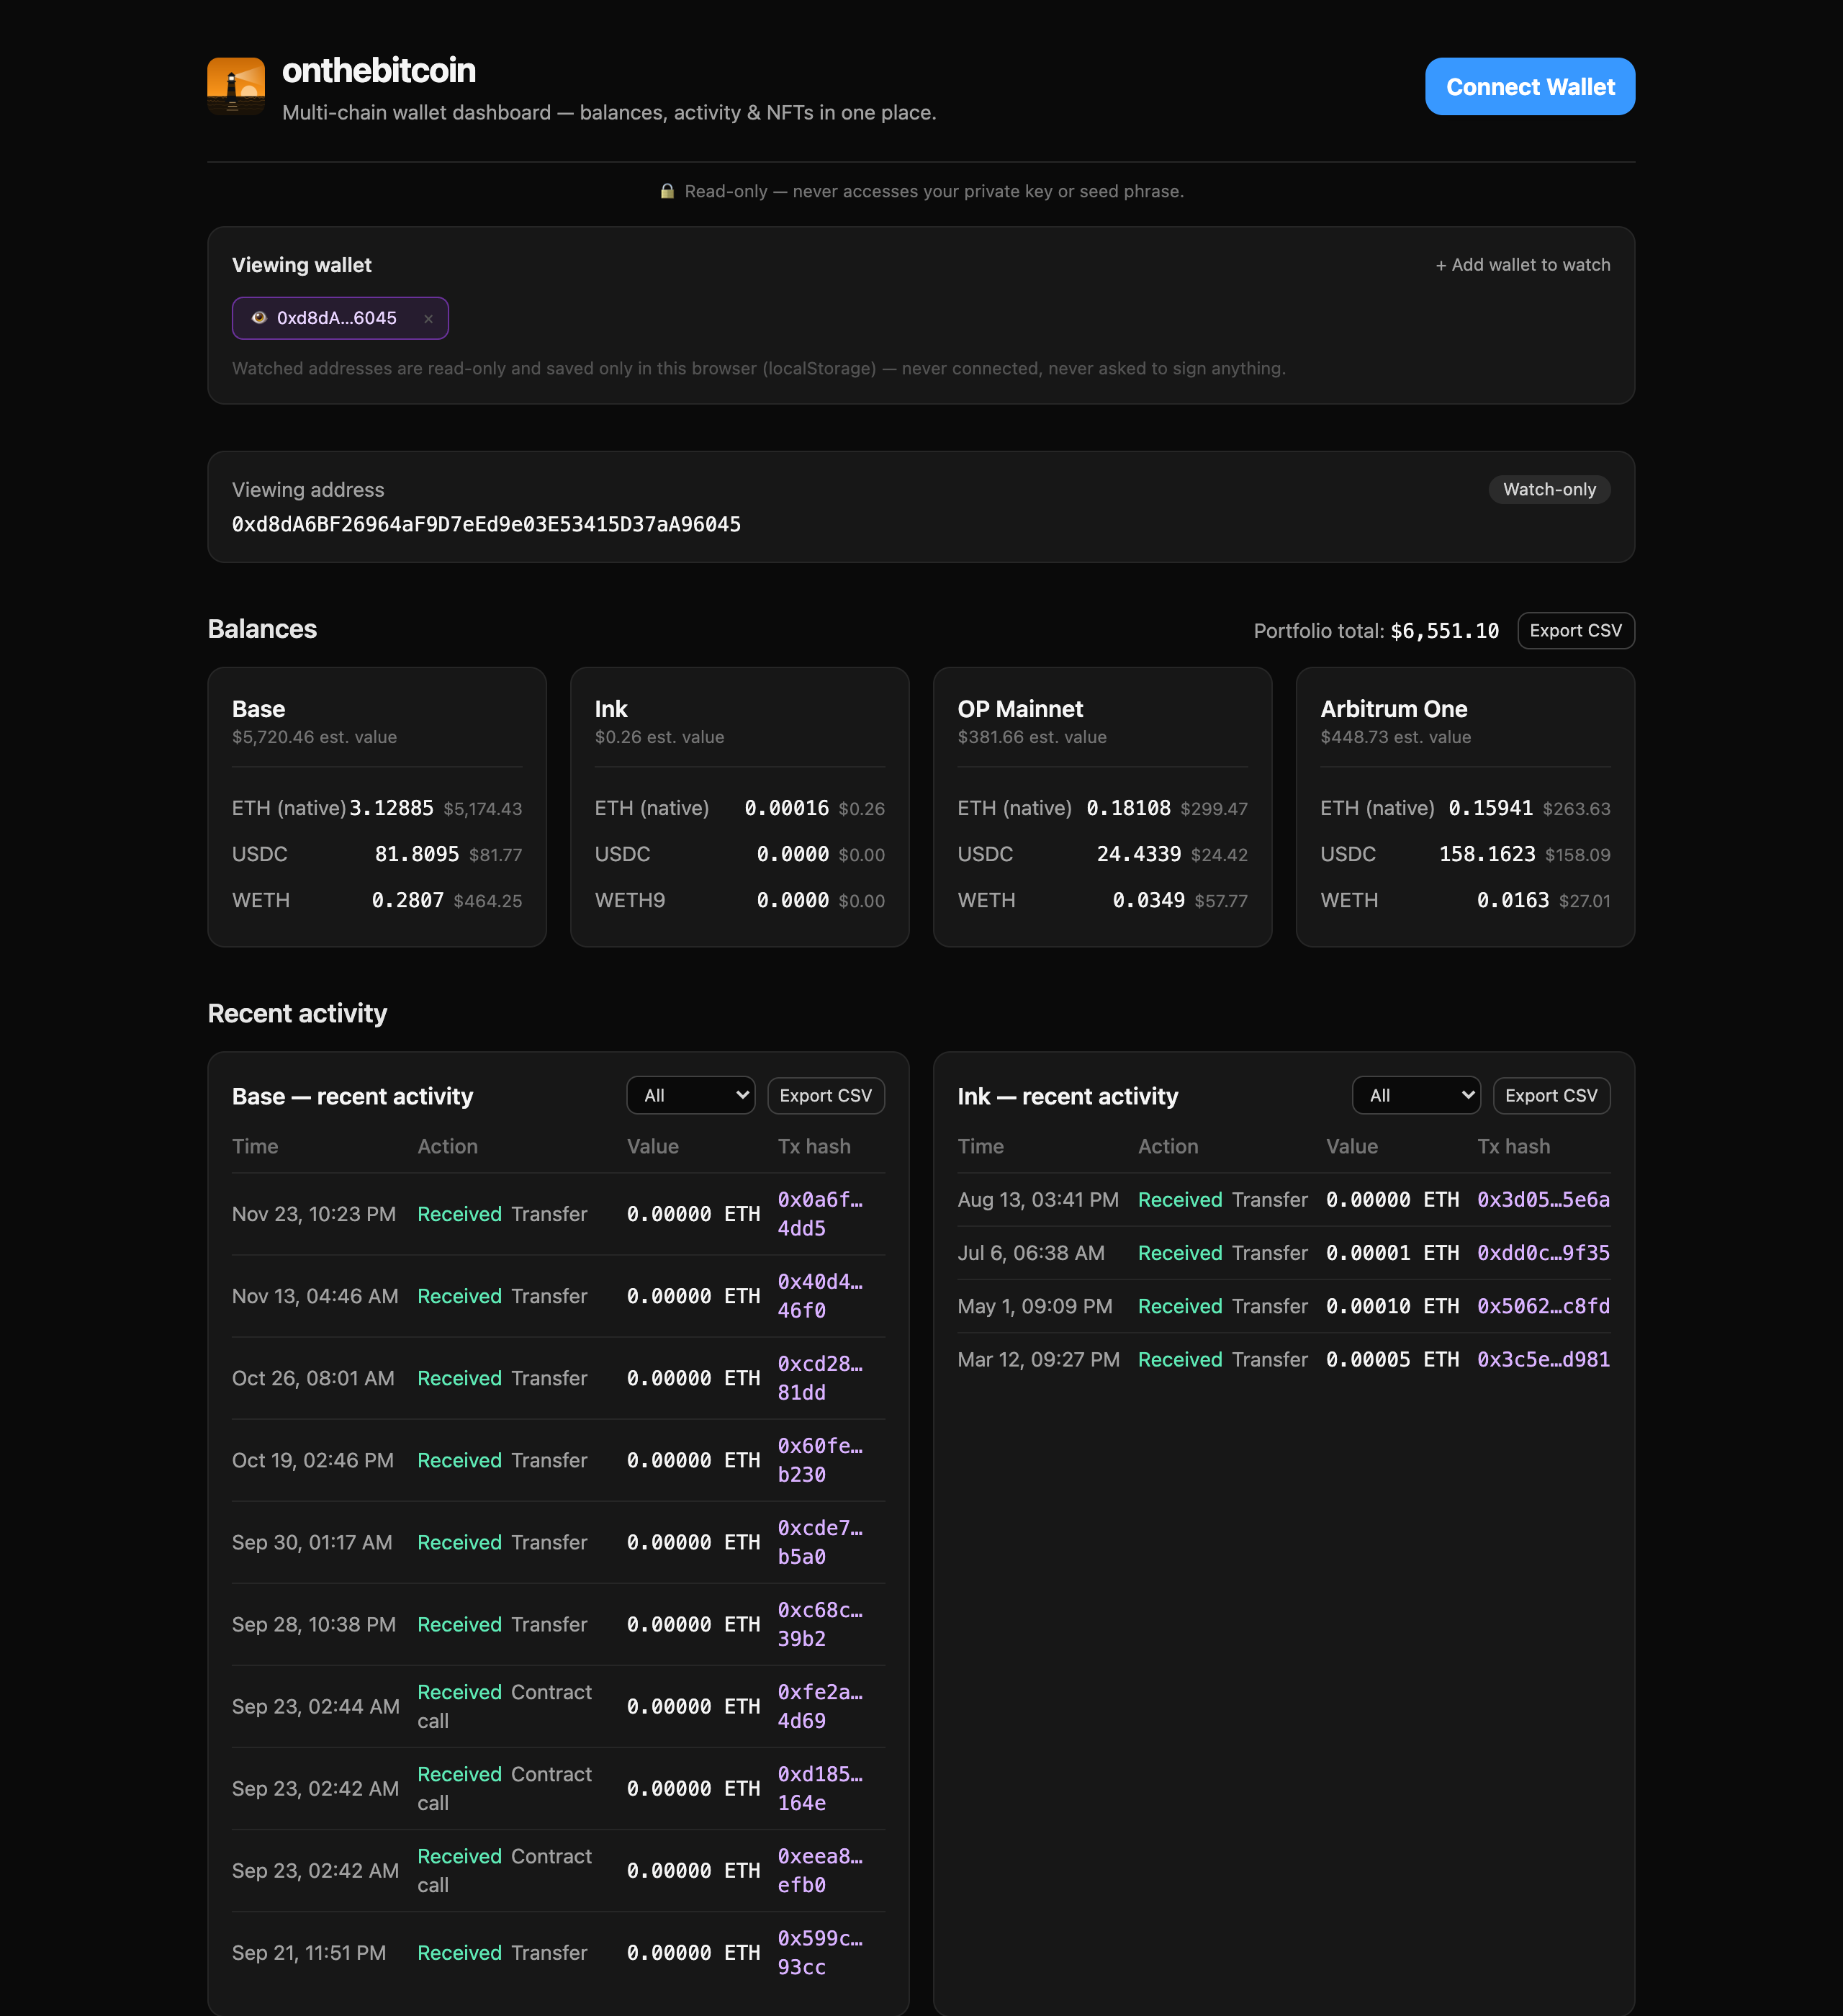 onthebitcoin
Multi-chain wallet dashboard — balances, activity & NFTs in one place.
Connect Wallet
🔒 Read-only — never accesses your private key or seed phrase.
Viewing wallet
+ Add wallet to watch
👁️ 0xd8dA…6045 ×
Watched addresses are read-only and saved only in this browser (localStorage) — never connected, never asked to sign anything.
Viewing address
Watch-only
0xd8dA6BF26964aF9D7eEd9e03E53415D37aA96045
Balances
Portfolio total: $6,551.10
Export CSV
Base
$5,720.46 est. value
ETH (native) 3.12885 $5,174.43
USDC 81.8095 $81.77
WETH 0.2807 $464.25
Ink
$0.26 est. value
ETH (native) 0.00016 $0.26
USDC 0.0000 $0.00
WETH9 0.0000 $0.00
OP Mainnet
$381.66 est. value
ETH (native) 0.18108 $299.47
USDC 24.4339 $24.42
WETH 0.0349 $57.77
Arbitrum One
$448.73 est. value
ETH (native) 0.15941 $263.63
USDC 158.1623 $158.09
WETH 0.0163 $27.01
Recent activity
Base — recent activity
All
Export CSV
Time Action Value Tx hash
Nov 23, 10:23 PM Received Transfer 0.00000 ETH 0x0a6f…
4dd5
Nov 13, 04:46 AM Received Transfer 0.00000 ETH 0x40d4…
46f0
Oct 26, 08:01 AM Received Transfer 0.00000 ETH 0xcd28…
81dd
Oct 19, 02:46 PM Received Transfer 0.00000 ETH 0x60fe…
b230
Sep 30, 01:17 AM Received Transfer 0.00000 ETH 0xcde7…
b5a0
Sep 28, 10:38 PM Received Transfer 0.00000 ETH 0xc68c…
39b2
Sep 23, 02:44 AM Received Contract call 0.00000 ETH 0xfe2a…
4d69
Sep 23, 02:42 AM Received Contract call 0.00000 ETH 0xd185…
164e
Sep 23, 02:42 AM Received Contract call 0.00000 ETH 0xeea8…
efb0
Sep 21, 11:51 PM Received Transfer 0.00000 ETH 0x599c…
93cc
Ink — recent activity
All
Export CSV
Time Action Value Tx hash
Aug 13, 03:41 PM Received Transfer 0.00000 ETH 0x3d05…5e6a
Jul 6, 06:38 AM Received Transfer 0.00001 ETH 0xdd0c…9f35
May 1, 09:09 PM Received Transfer 0.00010 ETH 0x5062…c8fd
Mar 12, 09:27 PM Received Transfer 0.00005 ETH 0x3c5e…d981